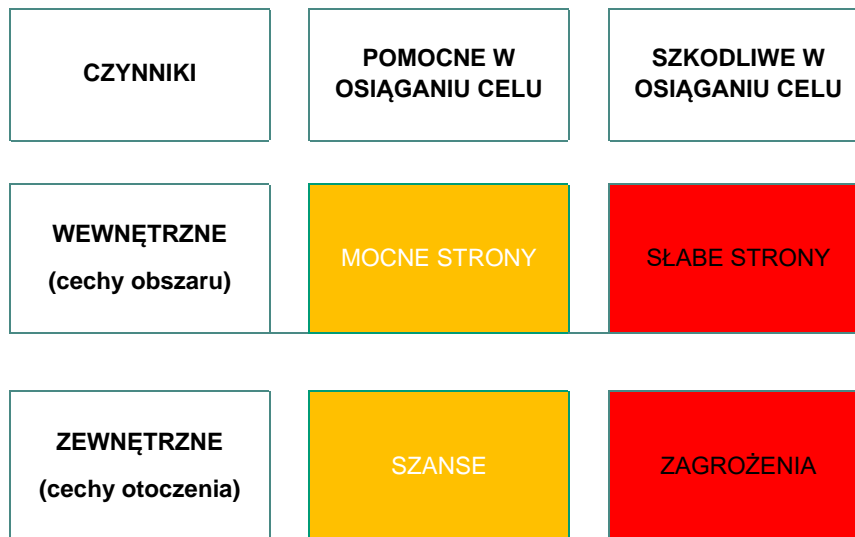 CZYNNIKI
POMOCNE W
OSIĄGANIU CELU
SZKODLIWE W
OSIĄGANIU CELU
WEWNĘTRZNE
(cechy obszaru)
MOCNE STRONY
SŁABE STRONY
ZEWNĘTRZNE
(cechy otoczenia)
SZANSE
ZAGROŻENIA